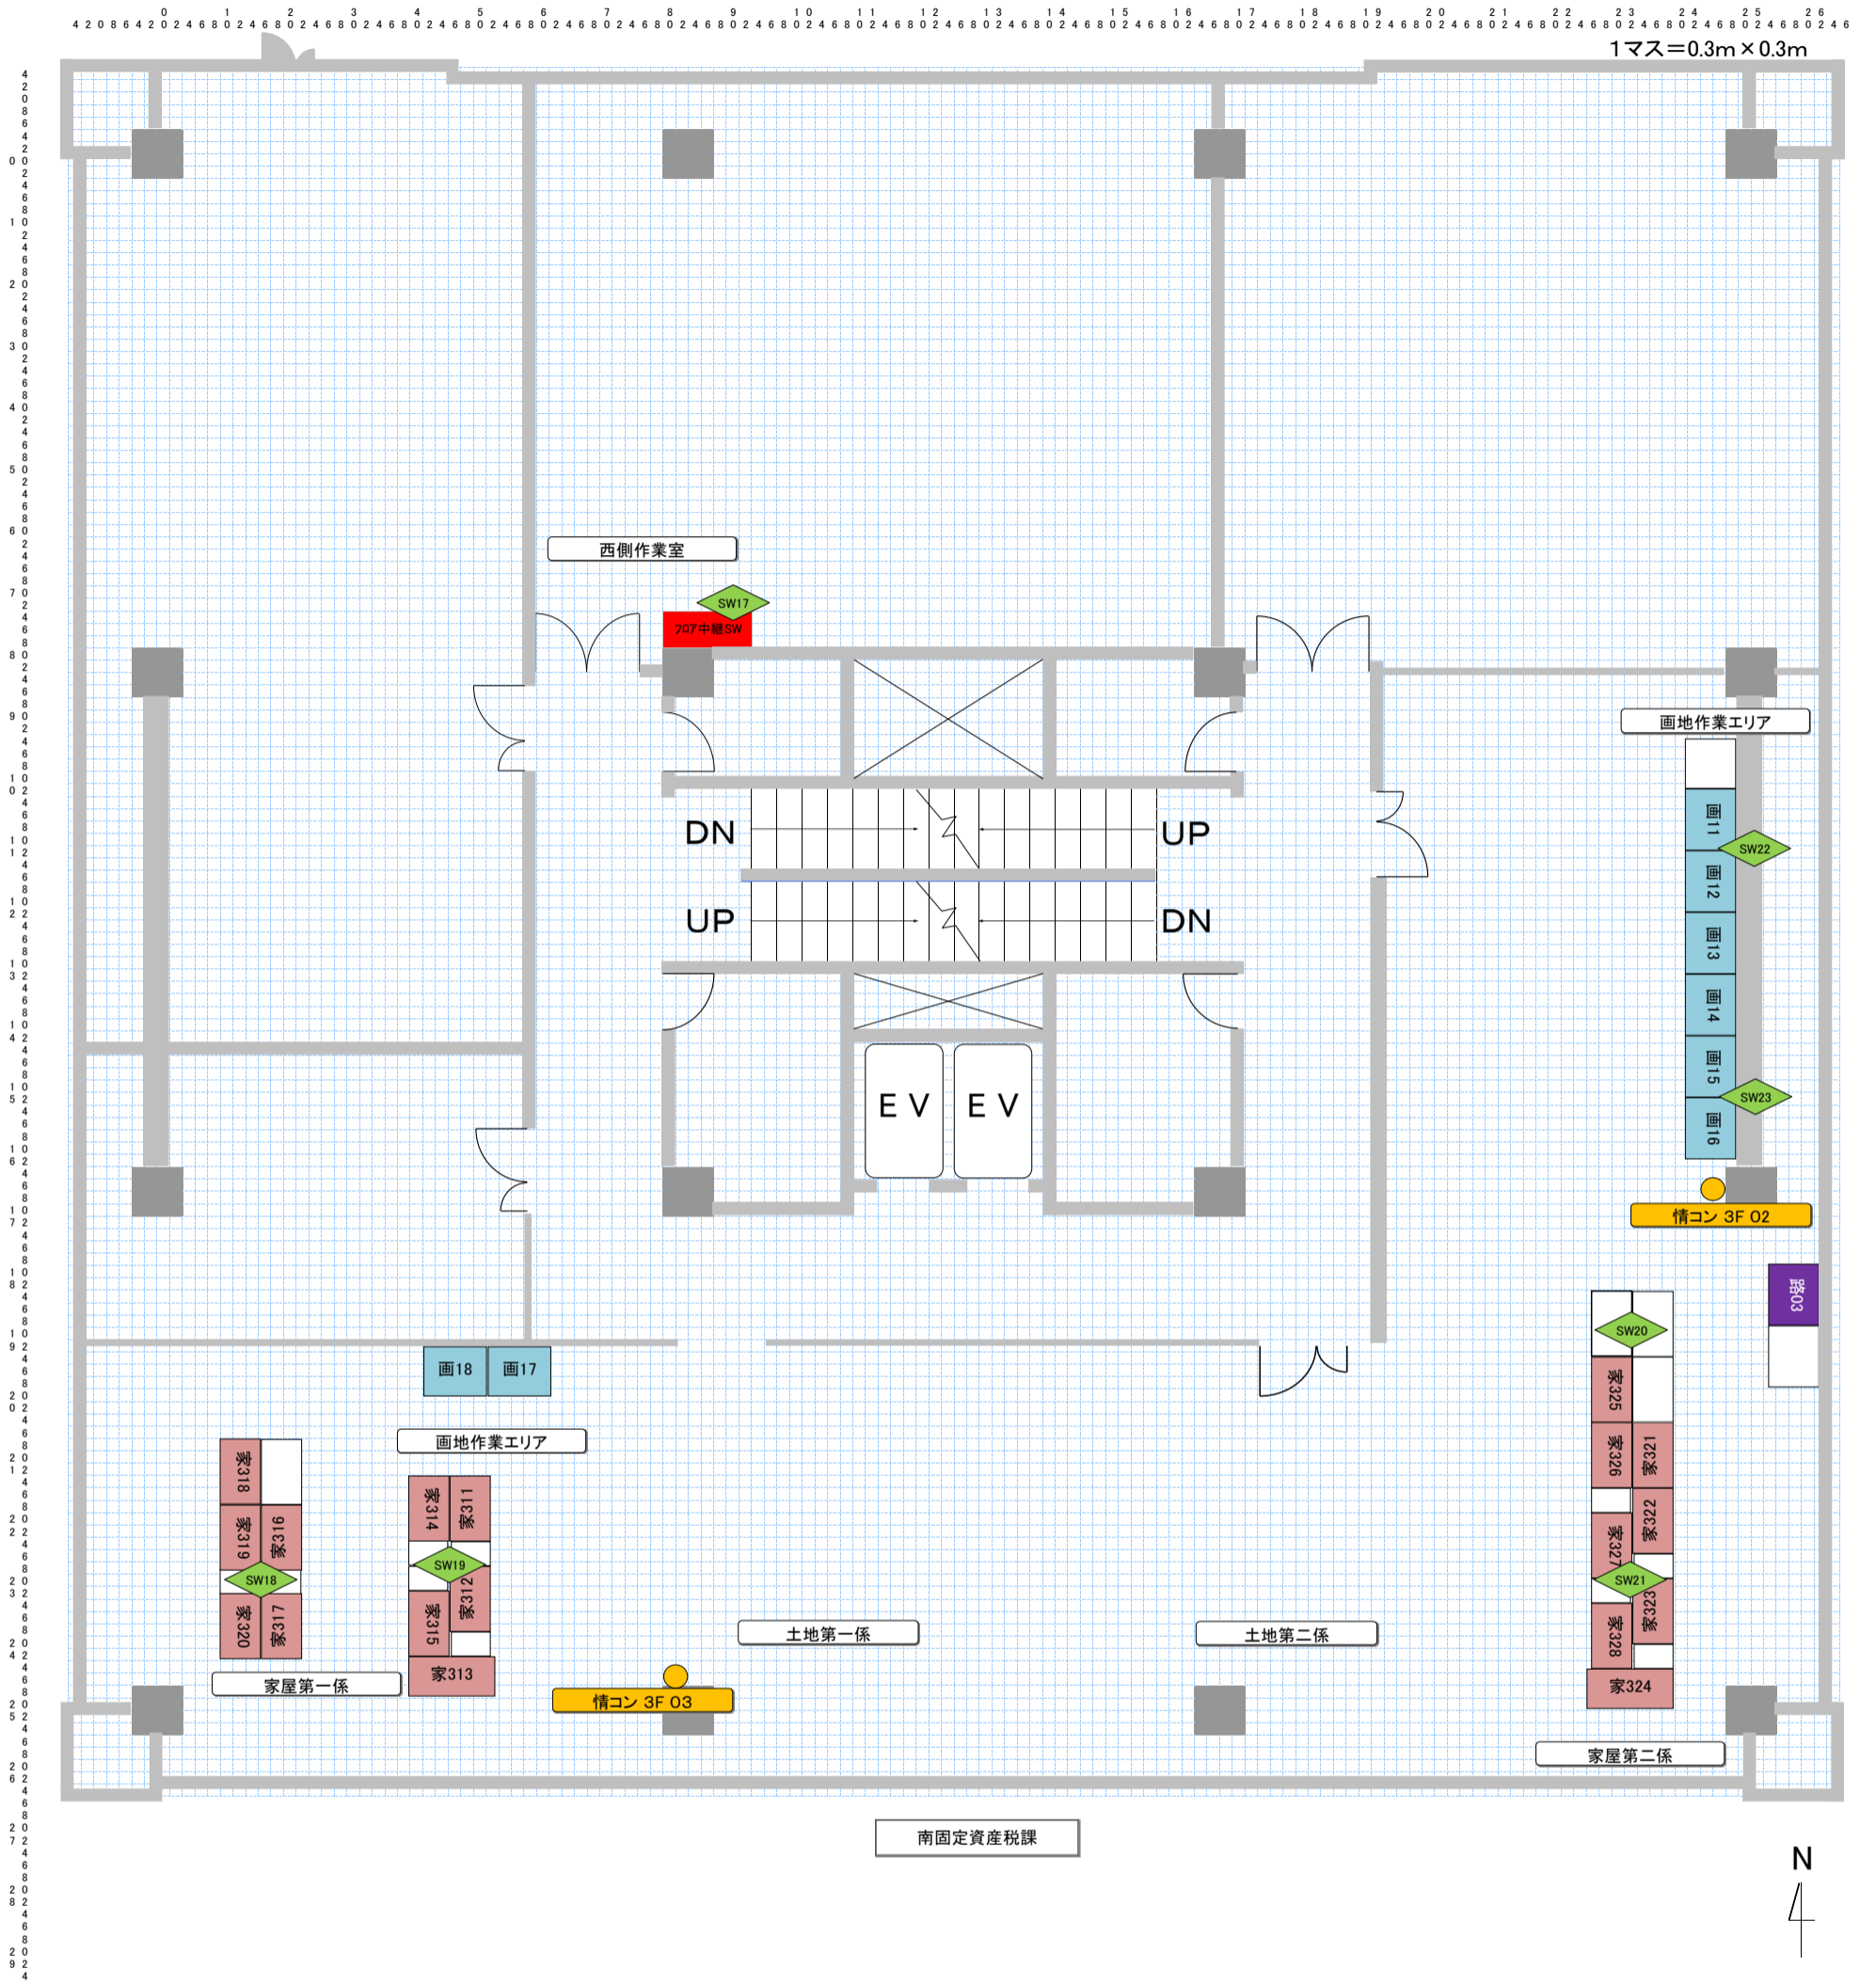 1マス=0.3m×0.3m
西側作業室
SW17
フロア中継SW
画地作業エリア
画11
SW22
画12
画13
画14
画15
SW23
画16
DN
UP
UP
DN
EV
EV
情コン 3F 02
路03
SW20
家325
家326
家321
家322
家327
SW21
家323
家328
家324
家屋第二係
画18
画17
画地作業エリア
家318
家319
家316
SW18
家320
家317
家屋第一係
家314
家311
SW19
家312
家315
家313
情コン 3F 03
土地第一係
土地第二係
南固定資産税課
N